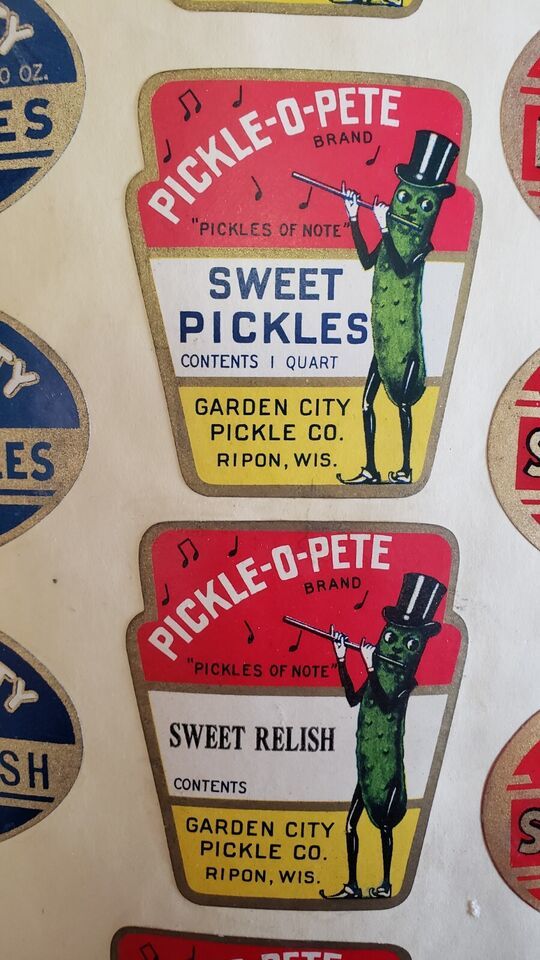 PICKLE-O-PETE
BRAND
"PICKLES OF NOTE"
SWEET
PICKLES
CONTENTS 1 QUART
GARDEN CITY
PICKLE CO.
RIPON, WIS.
PICKLE-O-PETE
BRAND
"PICKLES OF NOTE"
SWEET RELISH
CONTENTS
GARDEN CITY
PICKLE CO.
RIPON, WIS.
OZ.